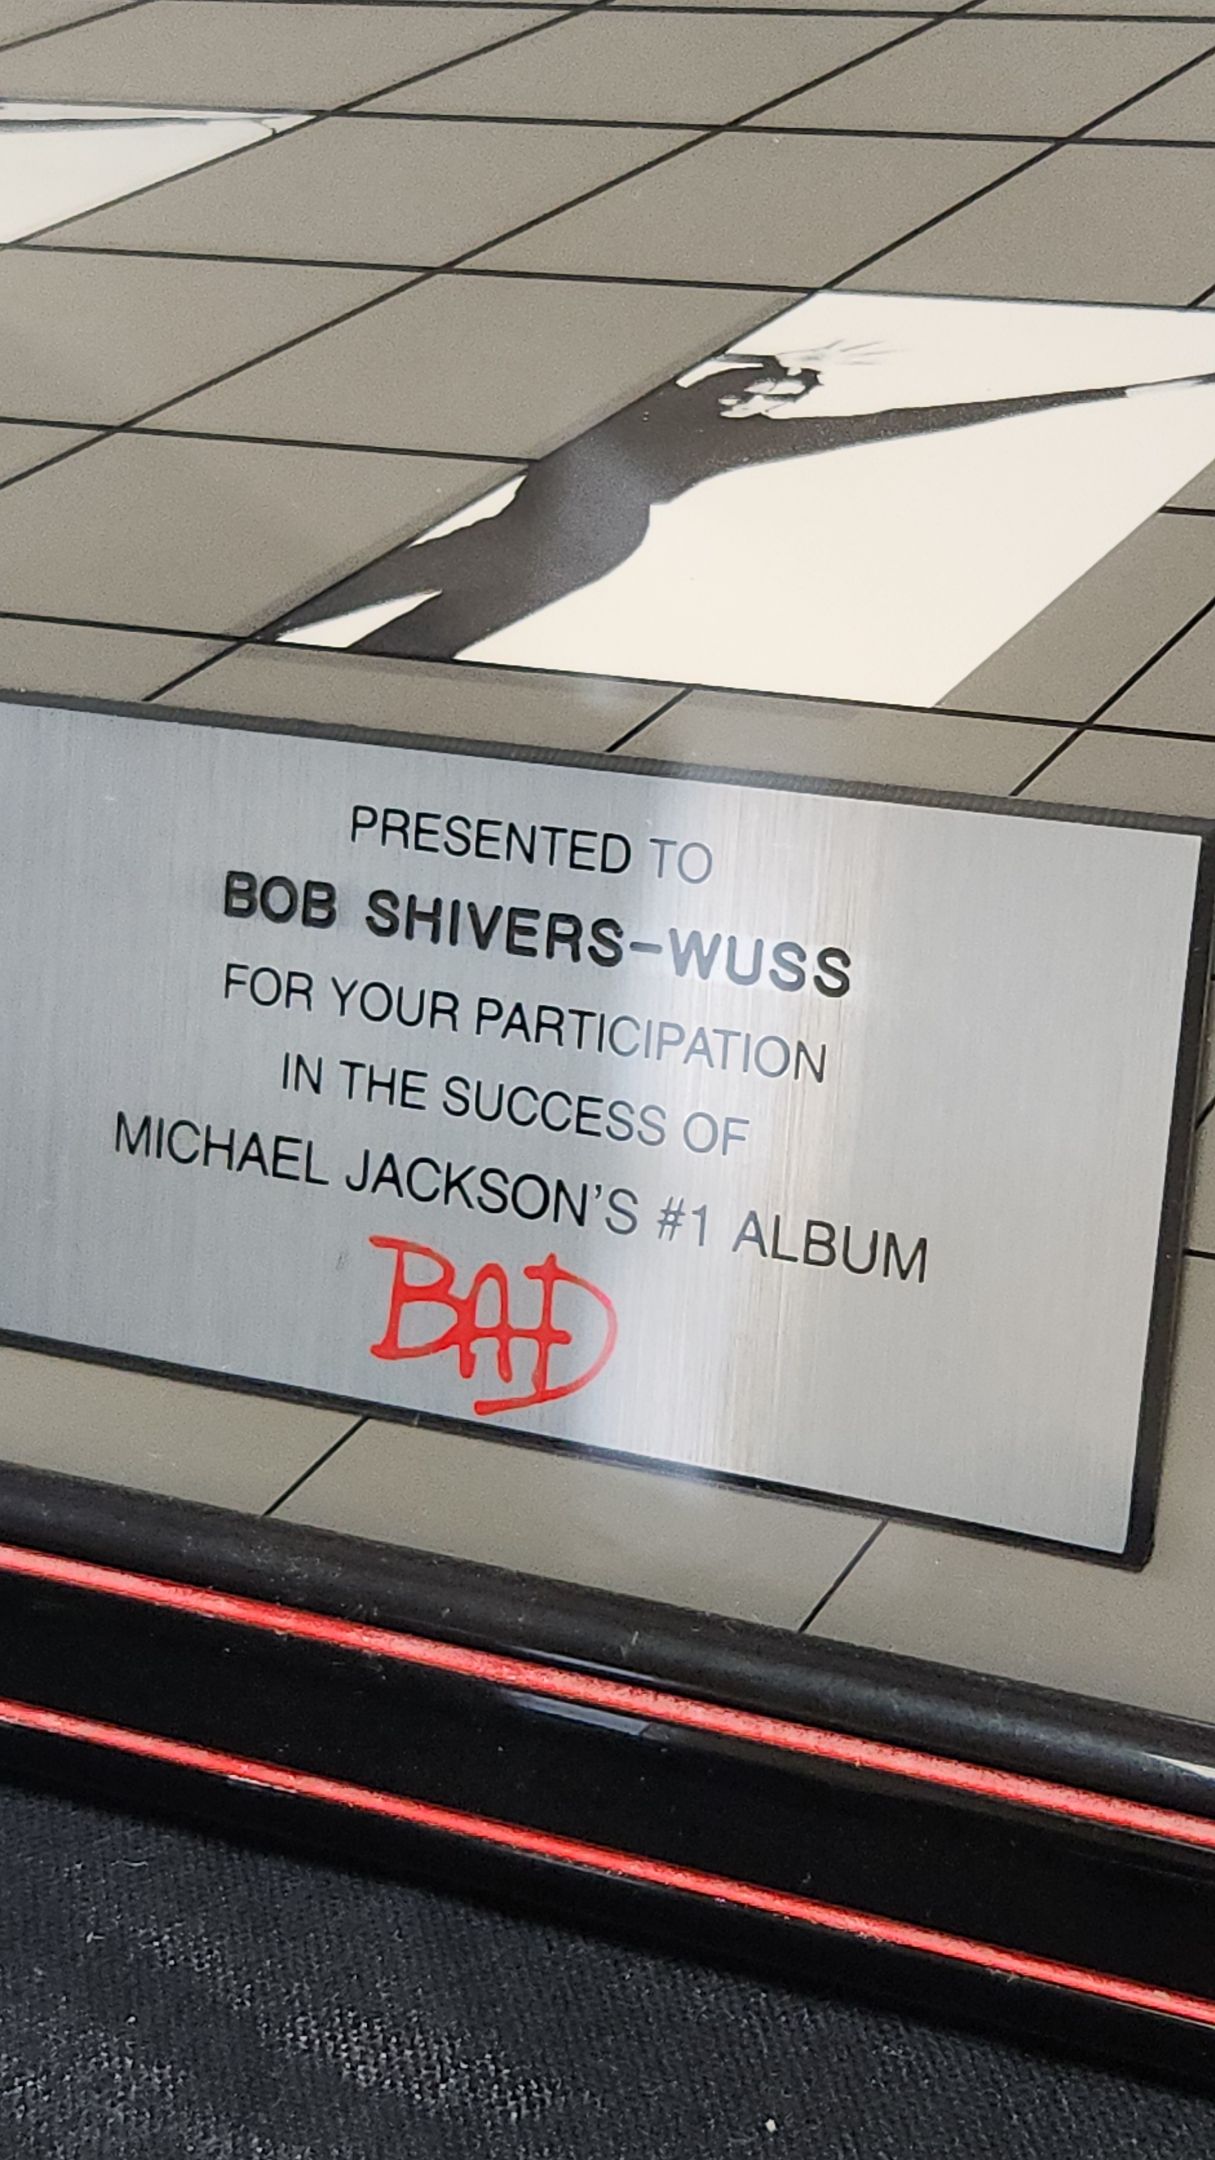 PRESENTED TO
BOB SHIVERS-WUSS
FOR YOUR PARTICIPATION
IN THE SUCCESS OF
MICHAEL JACKSON'S #1 ALBUM
BAD